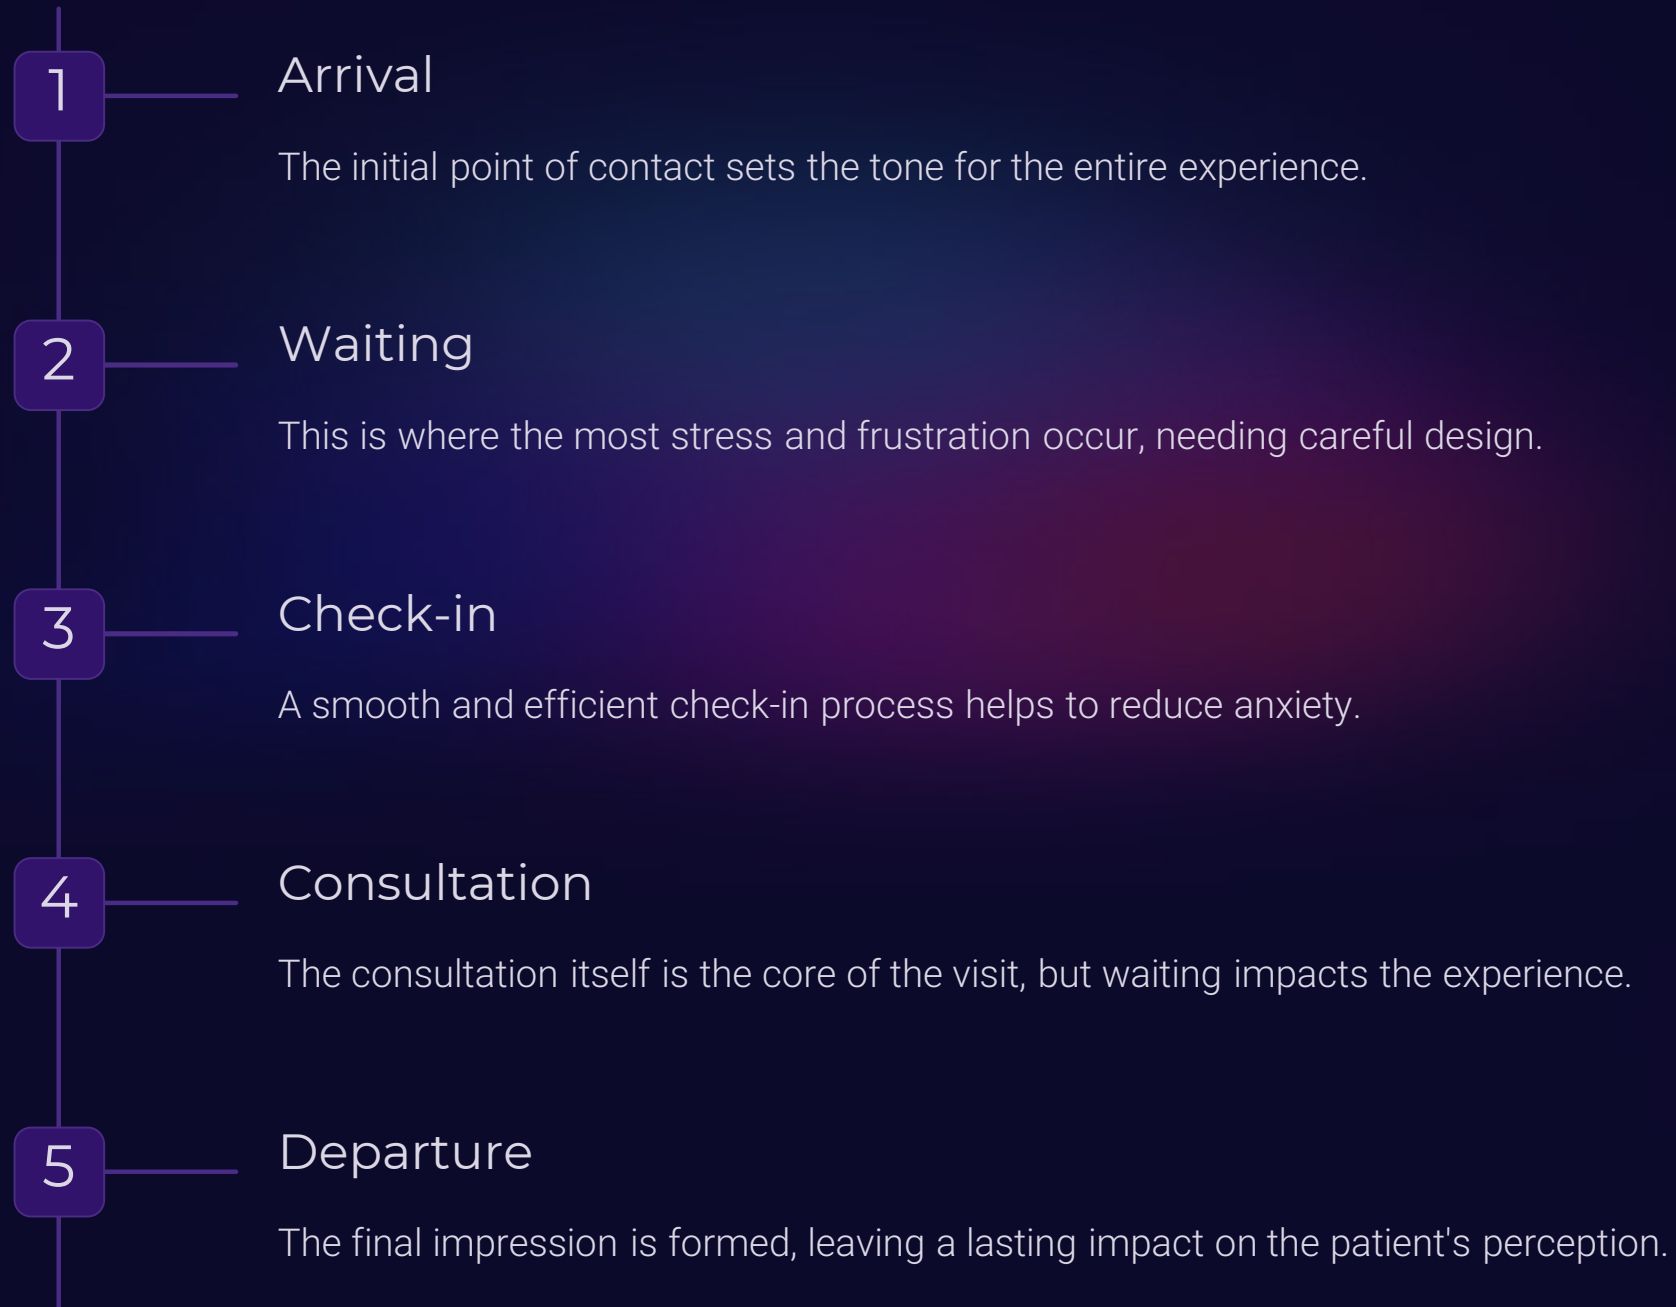 1
Arrival
The initial point of contact sets the tone for the entire experience.
2
Waiting
This is where the most stress and frustration occur, needing careful design.
3
Check-in
A smooth and efficient check-in process helps to reduce anxiety.
4
Consultation
The consultation itself is the core of the visit, but waiting impacts the experience.
5
Departure
The final impression is formed, leaving a lasting impact on the patient's perception.